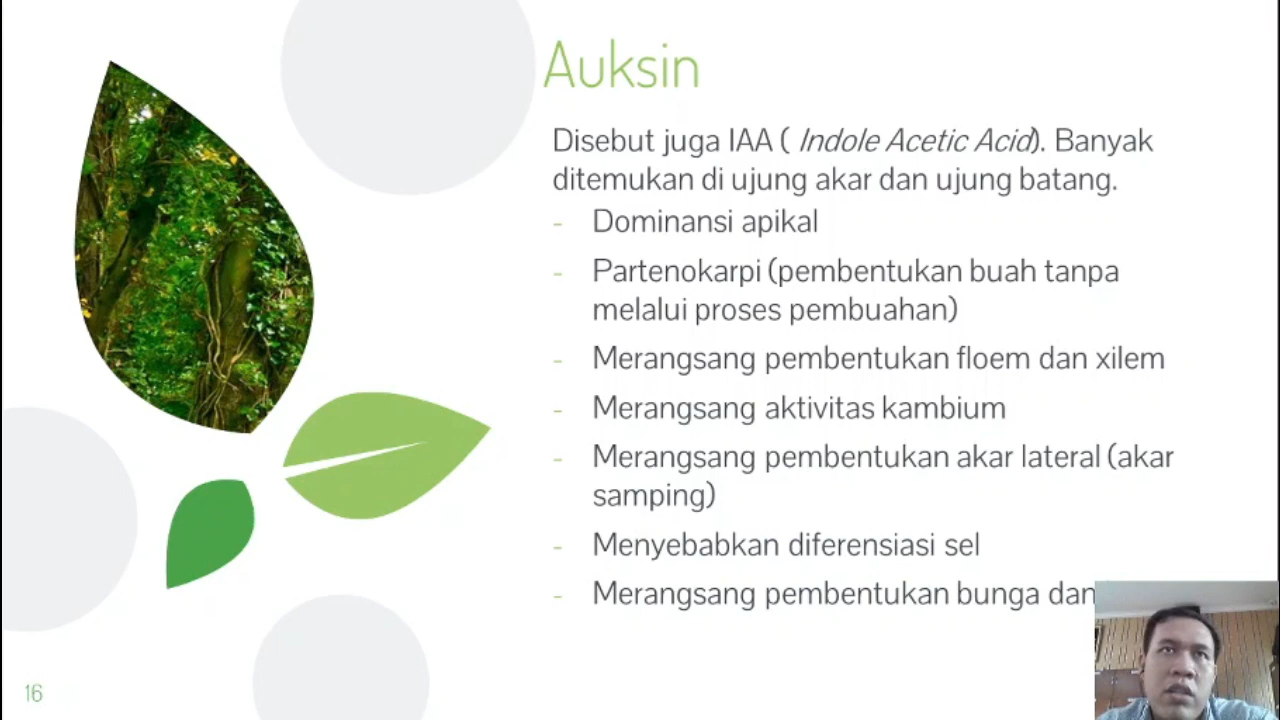 Auksin
Disebut juga IAA ( Indole Acetic Acid). Banyak
ditemukan di ujung akar dan ujung batang.
- Dominansi apikal
- Partenokarpi (pembentukan buah tanpa
melalui proses pembuahan)
- Merangsang pembentukan floem dan xilem
- Merangsang aktivitas kambium
- Merangsang pembentukan akar lateral (akar
samping)
- Menyebabkan diferensiasi sel
- Merangsang pembentukan bunga dan
16